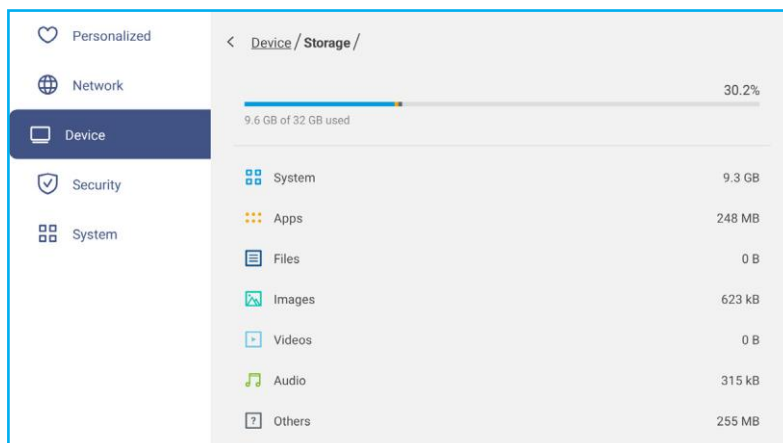 Personalized
Network
Device
Security
System
Device / Storage /
30.2%
9.6 GB of 32 GB used
System 9.3 GB
Apps 248 MB
Files 0 B
Images 623 kB
Videos 0 B
Audio 315 kB
? Others 255 MB